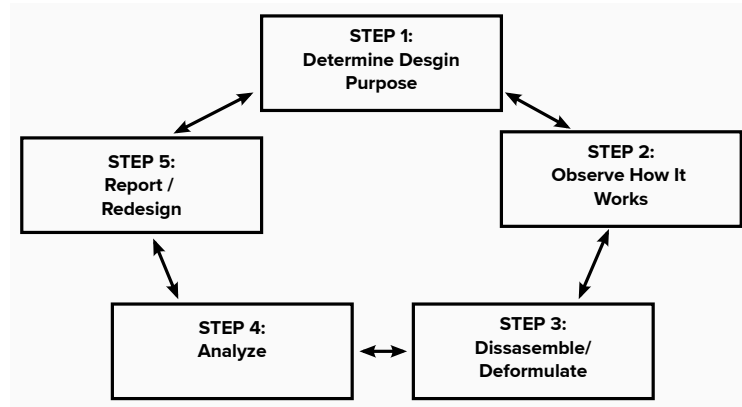 STEP 1:
Determine Desgin
Purpose
STEP 2:
Observe How It
Works
STEP 3:
Dissasemble/
Deformulate
STEP 4:
Analyze
STEP 5:
Report /
Redesign